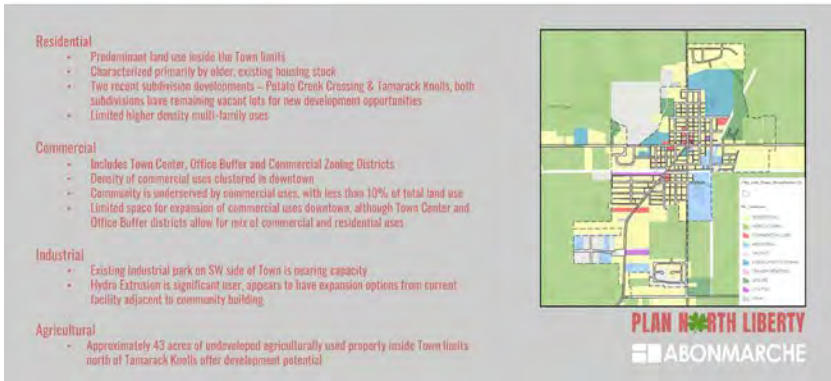 Residential
• Predominant land use inside the Town limits
• Characterized primarily by older, existing housing stock
• Two recent subdivision developments – Potato Creek Crossing & Tamarack Knolls, both
subdivisions have remaining vacant lots for new development opportunities
• Limited higher density multi-family uses
Commercial
• Includes Town Center, Office Buffer and Commercial Zoning Districts
• Density of commercial uses clustered in downtown
• Community is underserved by commercial uses, with less than 10% of total land use
• Limited space for expansion of commercial uses downtown, although Town Center and
Office Buffer districts allow for mix of commercial and residential uses
Industrial
• Existing industrial park on SW side of Town is nearing capacity
• Hydra Extrusion is significant user, appears to have expansion options from current
facility adjacent to community building
Agricultural
• Approximately 43 acres of undeveloped agriculturally used property inside Town limits
north of Tamarack Knolls offer development potential
PLAN NORTH LIBERTY
ABONMARCHE